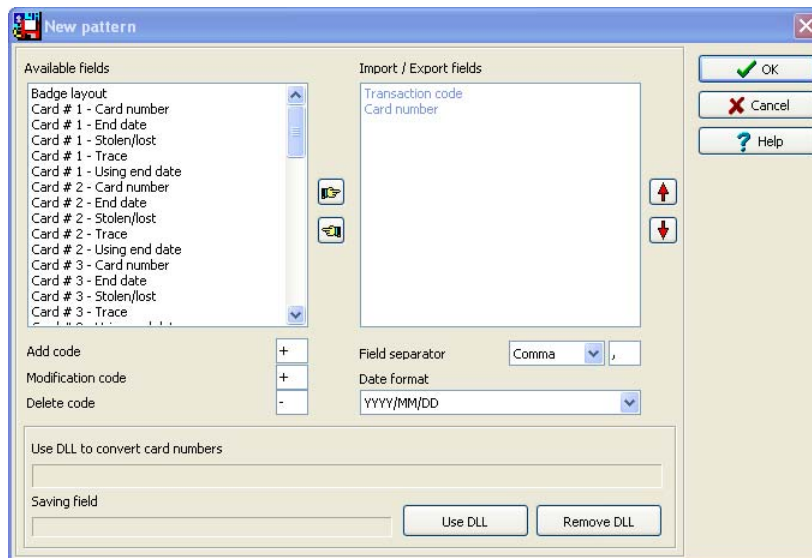 New pattern
Available fields
Import / Export fields
Badge layout
Card # 1 - Card number
Card # 1 - End date
Card # 1 - Stolen/lost
Card # 1 - Trace
Card # 1 - Using end date
Card # 2 - Card number
Card # 2 - End date
Card # 2 - Stolen/lost
Card # 2 - Trace
Card # 2 - Using end date
Card # 3 - Card number
Card # 3 - End date
Card # 3 - Stolen/lost
Card # 3 - Trace
Transaction code
Card number
OK
Cancel
? Help
Add code +
Modification code +
Delete code -
Field separator Comma ,
Date format
YYYY/MM/DD
Use DLL to convert card numbers
Saving field
Use DLL Remove DLL